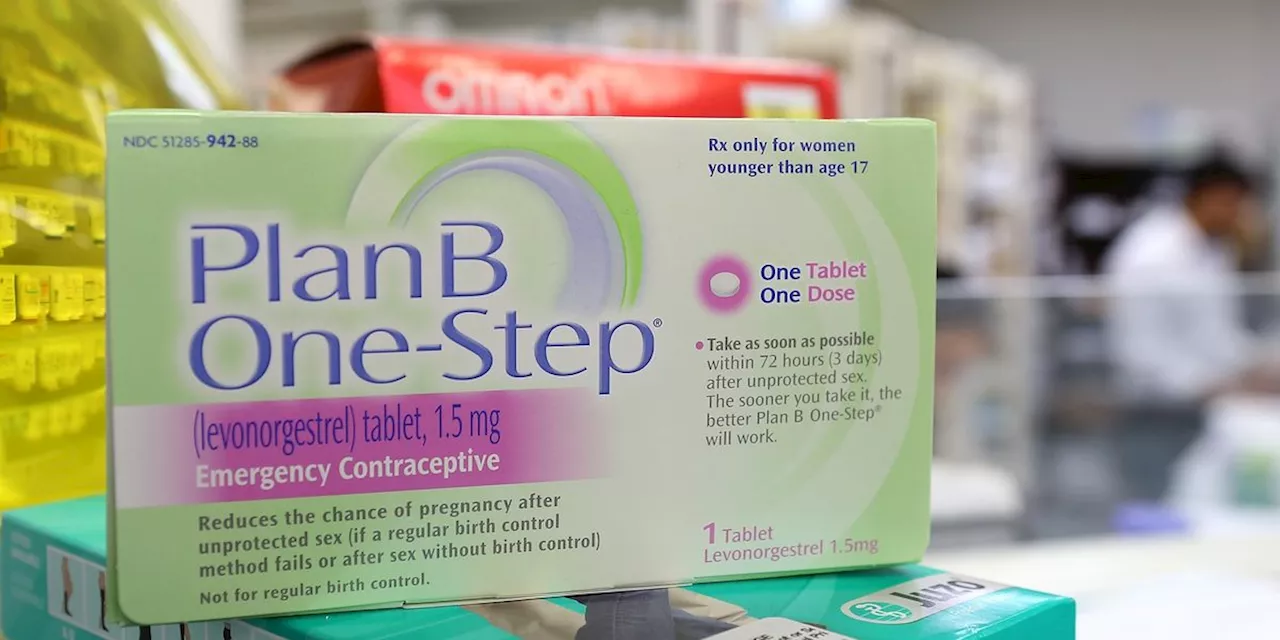 omron
NDC 51285-942-88
Rx only for women
younger than age 17
Plan B
One-Step®
One Tablet
One Dose
• Take as soon as possible
within 72 hours (3 days)
after unprotected sex.
The sooner you take it, the
better Plan B One-Step®
will work.
(levonorgestrel) tablet, 1.5 mg
Emergency Contraceptive
Reduces the chance of pregnancy after
unprotected sex (if a regular birth control
method fails or after sex without birth control)
Not for regular birth control.
1 Tablet
Levonorgestrel 1.5mg
JUZO